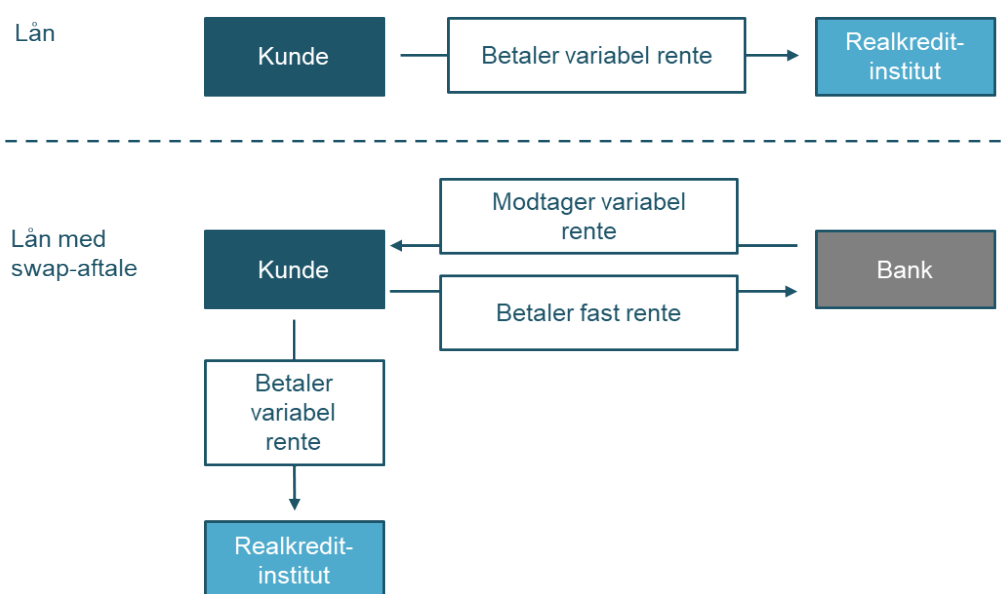 Lån
Kunde
Betaler variabel rente
Realkredit-
institut
Modtager variabel
rente
Lån med
swap-aftale
Kunde
Bank
Betaler fast rente
Betaler
variabel
rente
Realkredit-
institut